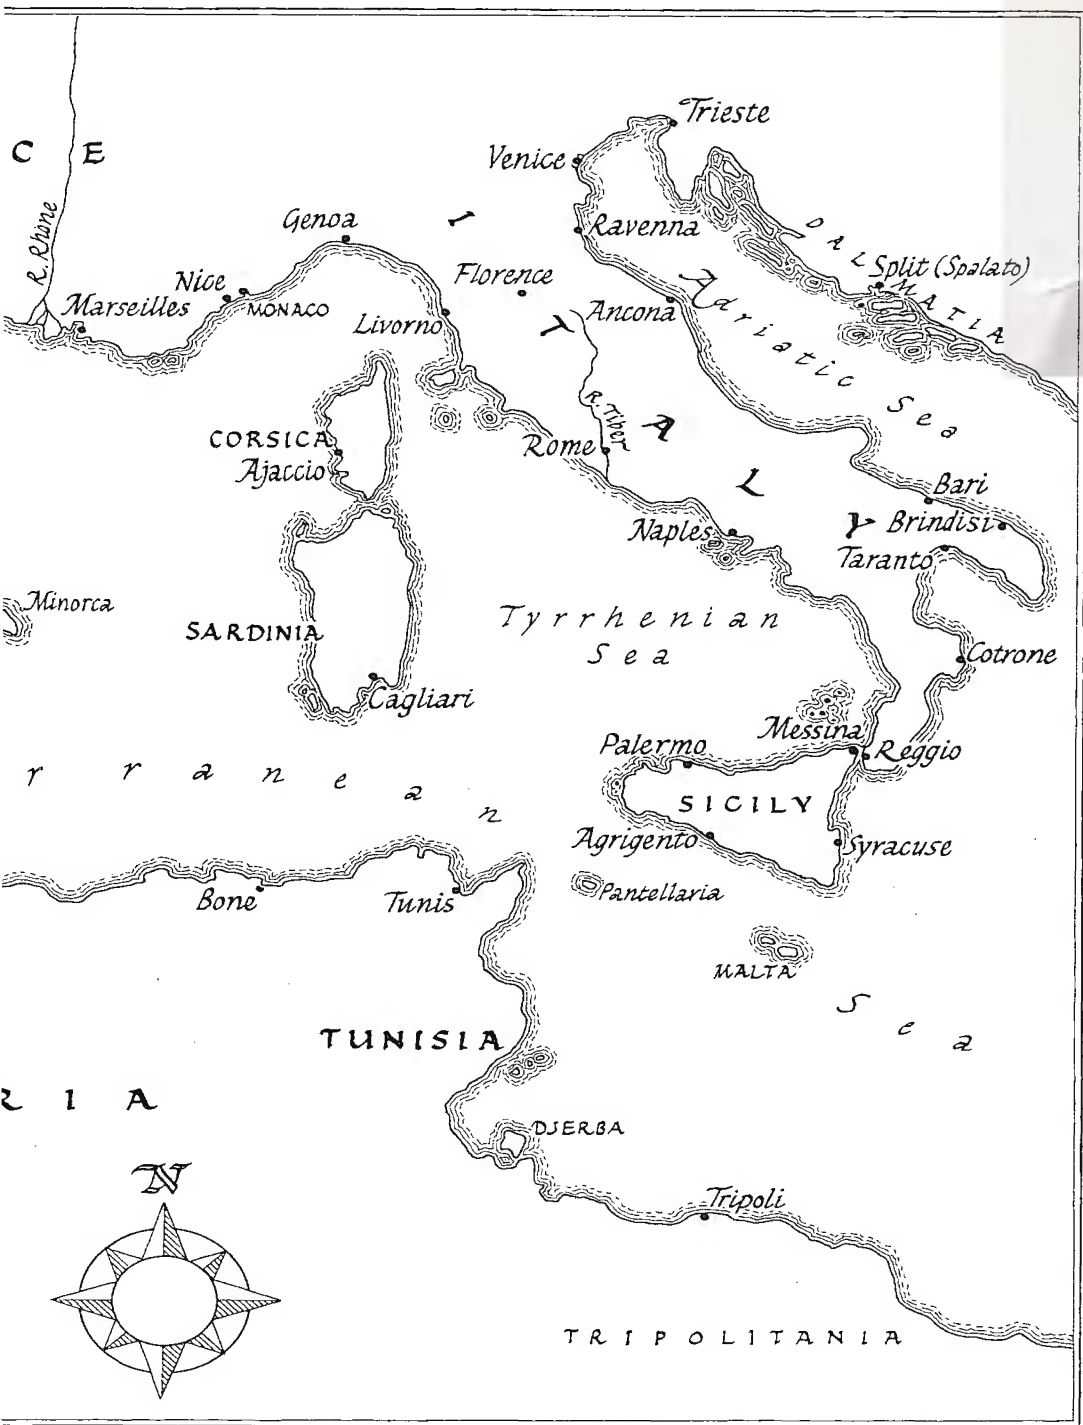 Trieste
C E
Venice
R. Rhône
Genoa
I
Ravenna
DALMATIA
Split (Spalato)
Nice
MONACO
Florence
Marseilles
Livorno
T
Ancona
Adriatic Sea
R. Tiber
A
CORSICA
Ajaccio
Rome
L
Bari
Naples
Y
Brindisi
Taranto
Minorca
SARDINIA
Tyrrhenian
Sea
Cotrone
Cagliari
Messina
Reggio
Palermo
r r a n e a n
SICILY
Agrigento
Syracuse
Bone
Tunis
Pantellaria
MALTA
Sea
TUNISIA
R I A
DJERBA
N
Tripoli
TRIPOLITANIA